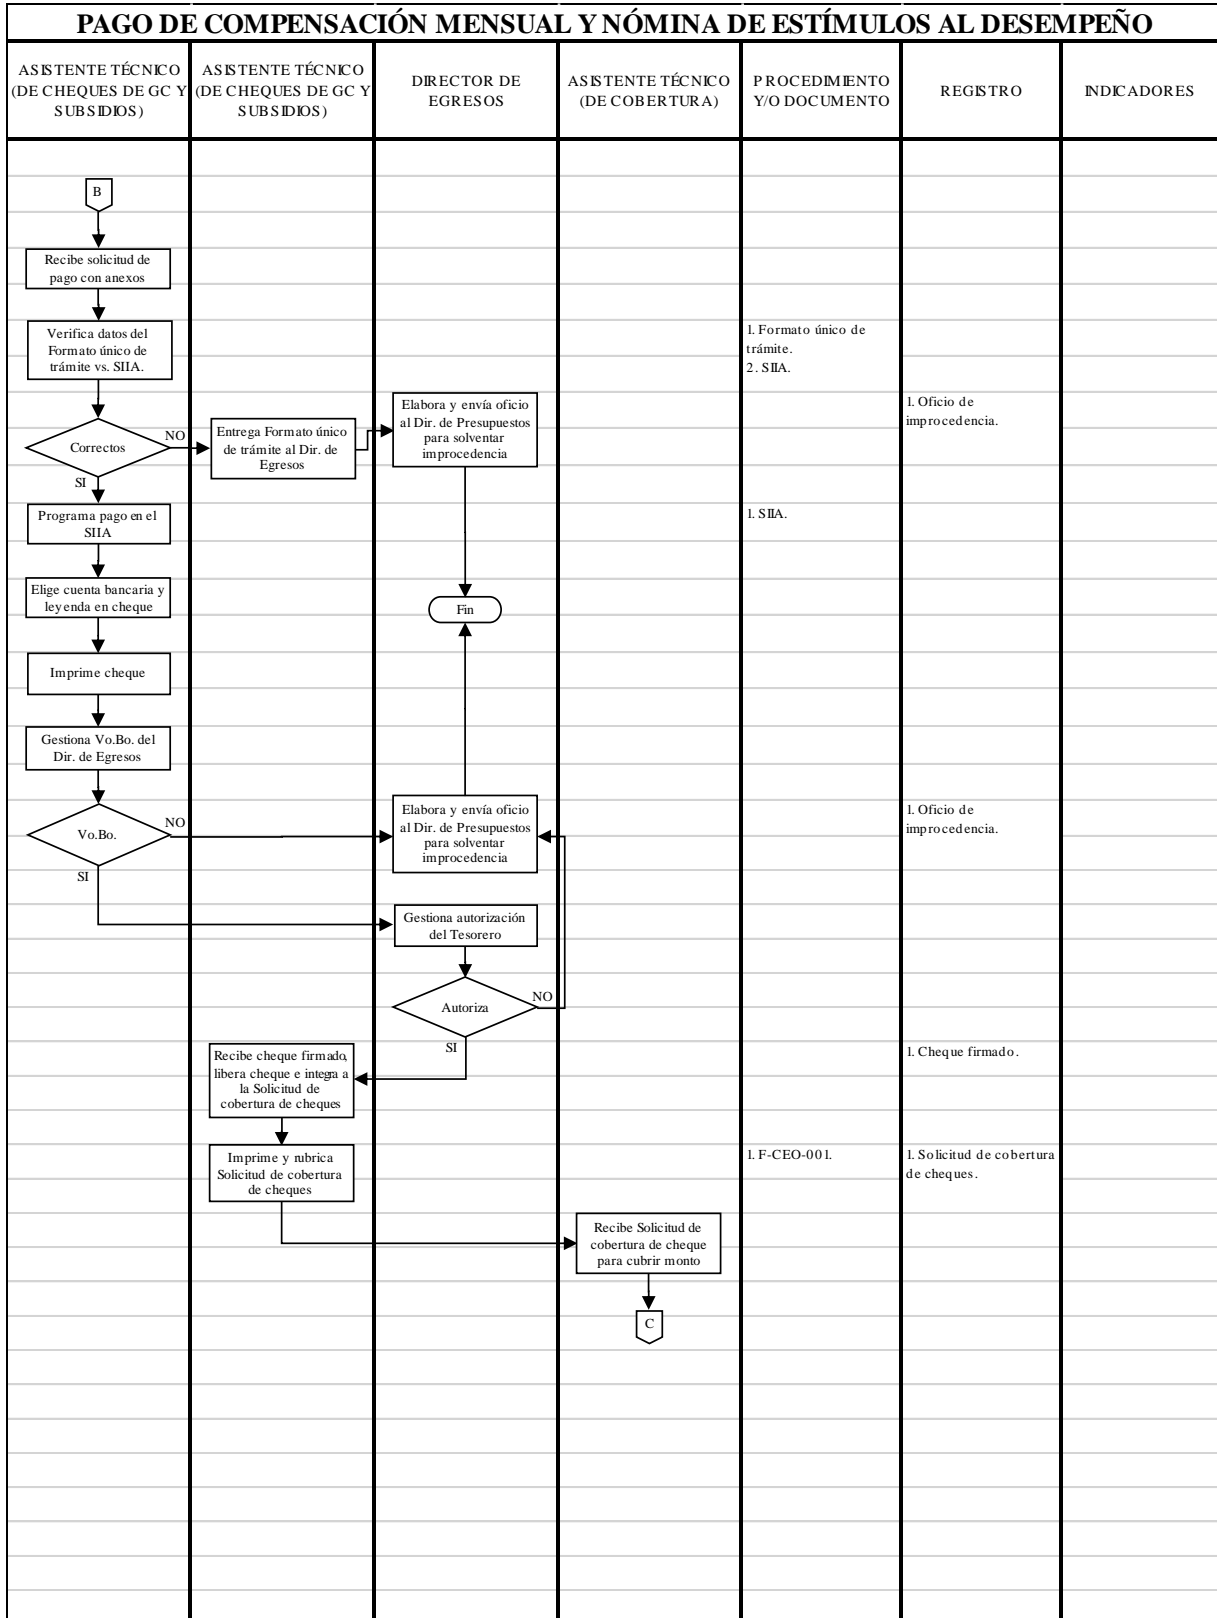 PAGO DE COMPENSACIÓN MENSUAL Y NÓMINA DE ESTÍMULOS AL DESEMPEÑO
ASISTENTE TÉCNICO
(DE CHEQUES DE GC Y
SUBSIDIOS)
ASISTENTE TÉCNICO
(DE CHEQUES DE GC Y
SUBSIDIOS)
DIRECTOR DE
EGRESOS
ASISTENTE TÉCNICO
(DE COBERTURA)
PROCEDIMIENTO
Y/O DOCUMENTO
REGISTRO
INDICADORES
B
Recibe solicitud de
pago con anexos
Verifica datos del
Formato único de
trámite vs. SIIA.
1. Formato único de
trámite.
2. SIIA.
Correctos
NO
SI
Entrega Formato único
de trámite al Dir. de
Egresos
Elabora y envía oficio
al Dir. de Presupuestos
para solventar
improcedencia
1. Oficio de
improcedencia.
Programa pago en el
SIIA
1. SIIA.
Elige cuenta bancaria y
leyenda en cheque
Fin
Imprime cheque
Gestiona Vo.Bo. del
Dir. de Egresos
Vo.Bo.
NO
SI
Elabora y envía oficio
al Dir. de Presupuestos
para solventar
improcedencia
1. Oficio de
improcedencia.
Gestiona autorización
del Tesorero
Autoriza
NO
SI
Recibe cheque firmado,
libera cheque e integra a
la Solicitud de
cobertura de cheques
1. Cheque firmado.
Imprime y rubrica
Solicitud de cobertura
de cheques
1. F-CEO-001.
1. Solicitud de cobertura
de cheques.
Recibe Solicitud de
cobertura de cheque
para cubrir monto
C